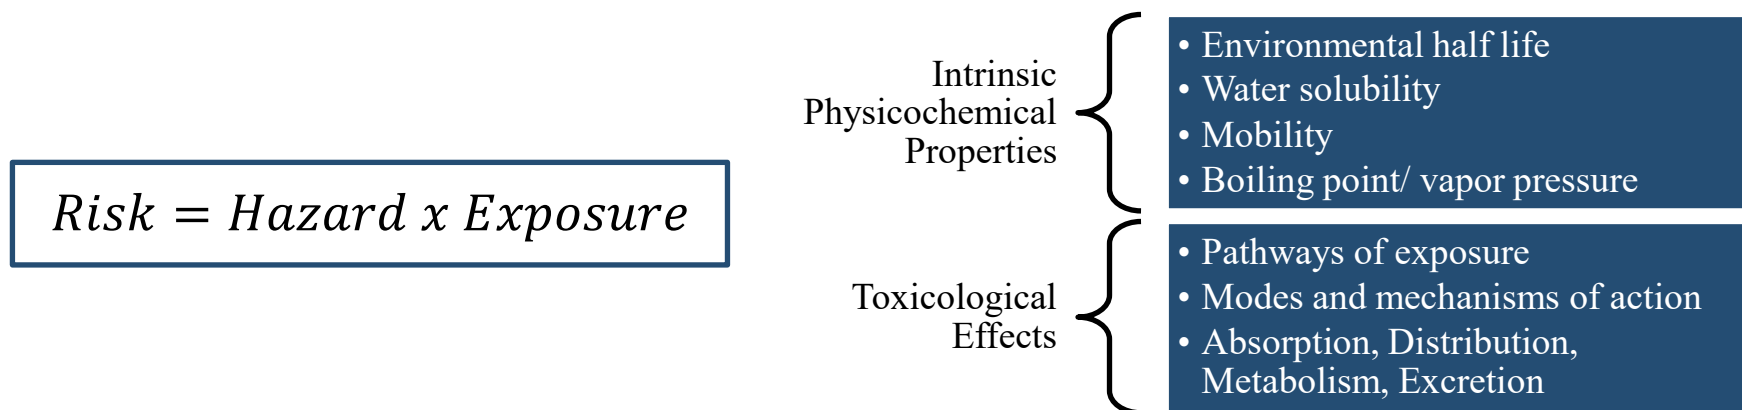 Risk = Hazard x Exposure
Intrinsic
Physicochemical
Properties
• Environmental half life
• Water solubility
• Mobility
• Boiling point/ vapor pressure
Toxicological
Effects
• Pathways of exposure
• Modes and mechanisms of action
• Absorption, Distribution,
Metabolism, Excretion